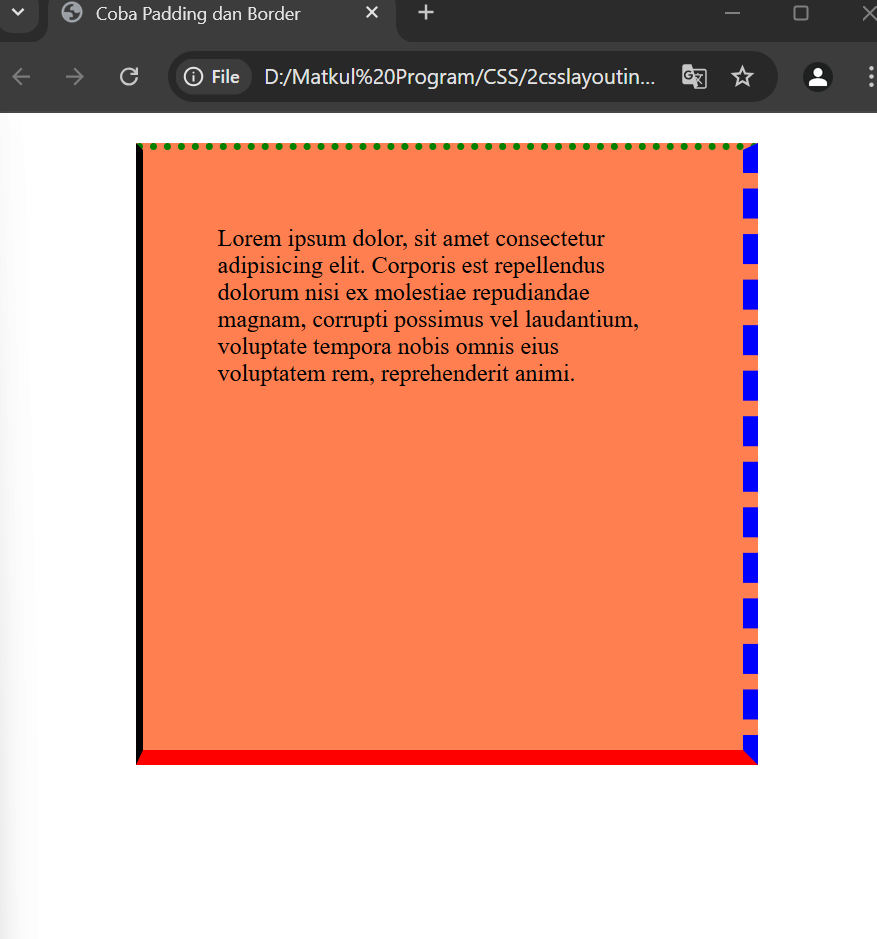 Coba Padding dan Border
File D:/Matkul%20Program/CSS/2csslayoutin...
Lorem ipsum dolor, sit amet consectetur
adipisicing elit. Corporis est repellendus
dolorum nisi ex molestiae repudiandae
magnam, corrupti possimus vel laudantium,
voluptate tempora nobis omnis eius
voluptatem rem, reprehenderit animi.